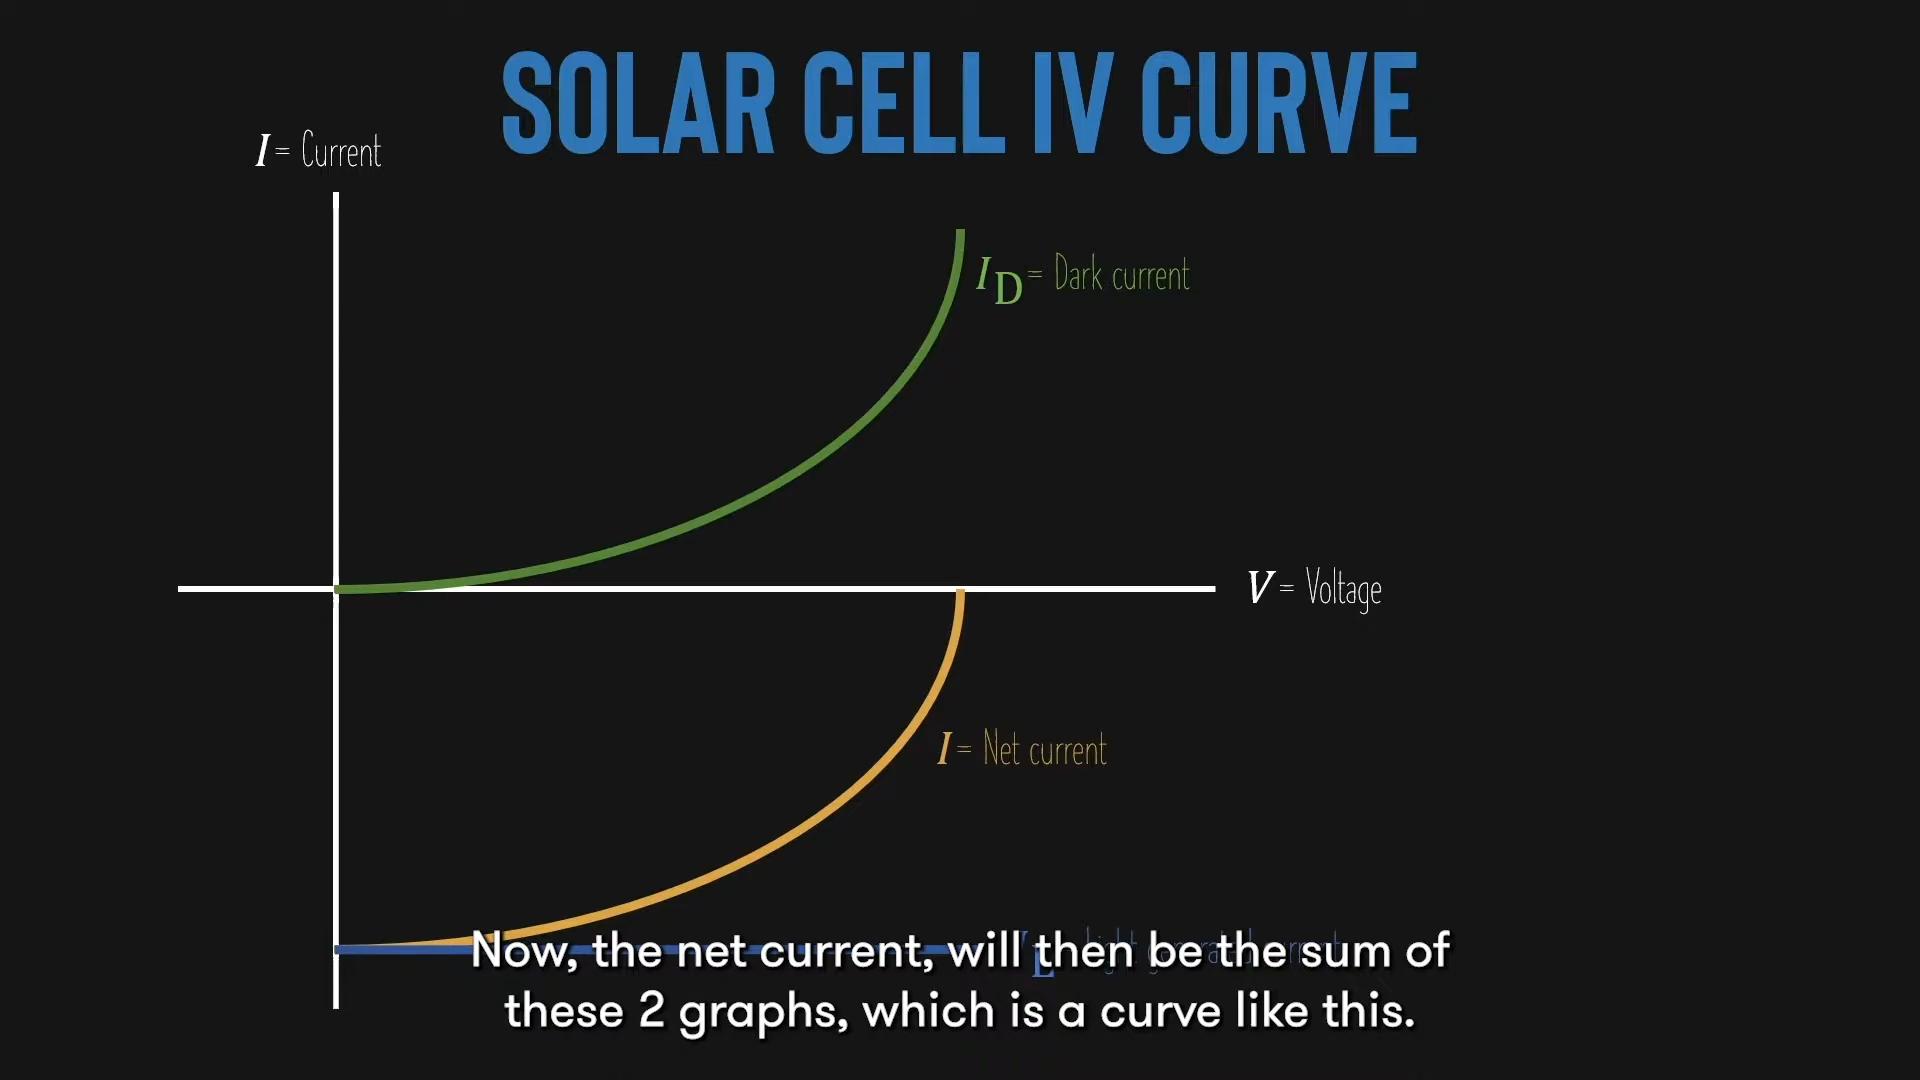 SOLAR CELL IV CURVE
I = Current
I D = Dark current
V = Voltage
I = Net current
Now, the net current, will then be the sum of
these 2 graphs, which is a curve like this.